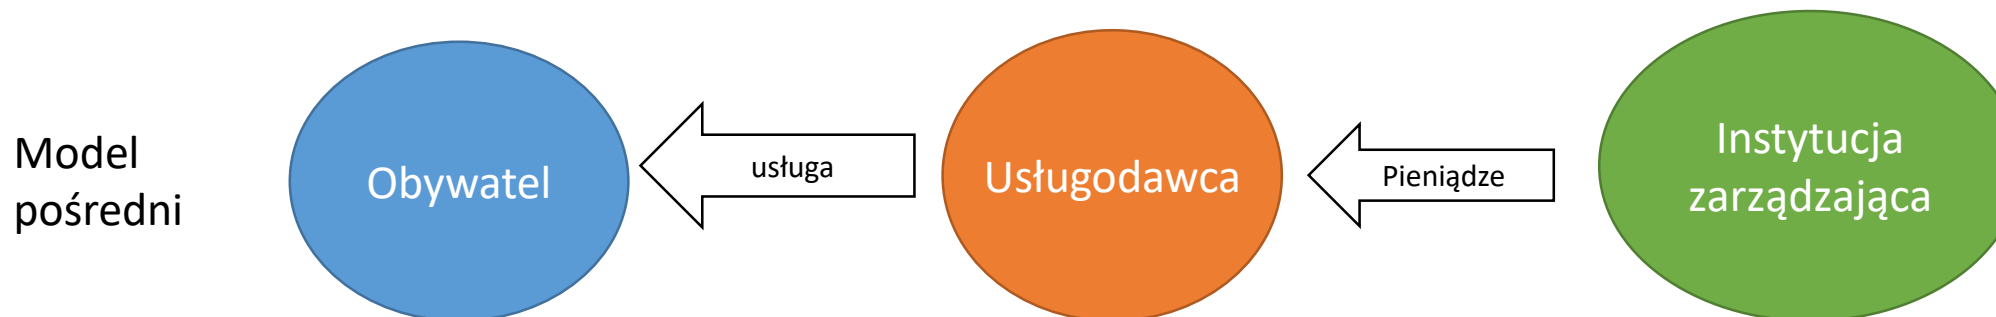 Model
pośredni
Obywatel
usługa
Usługodawca
Pieniądze
Instytucja
zarządzająca